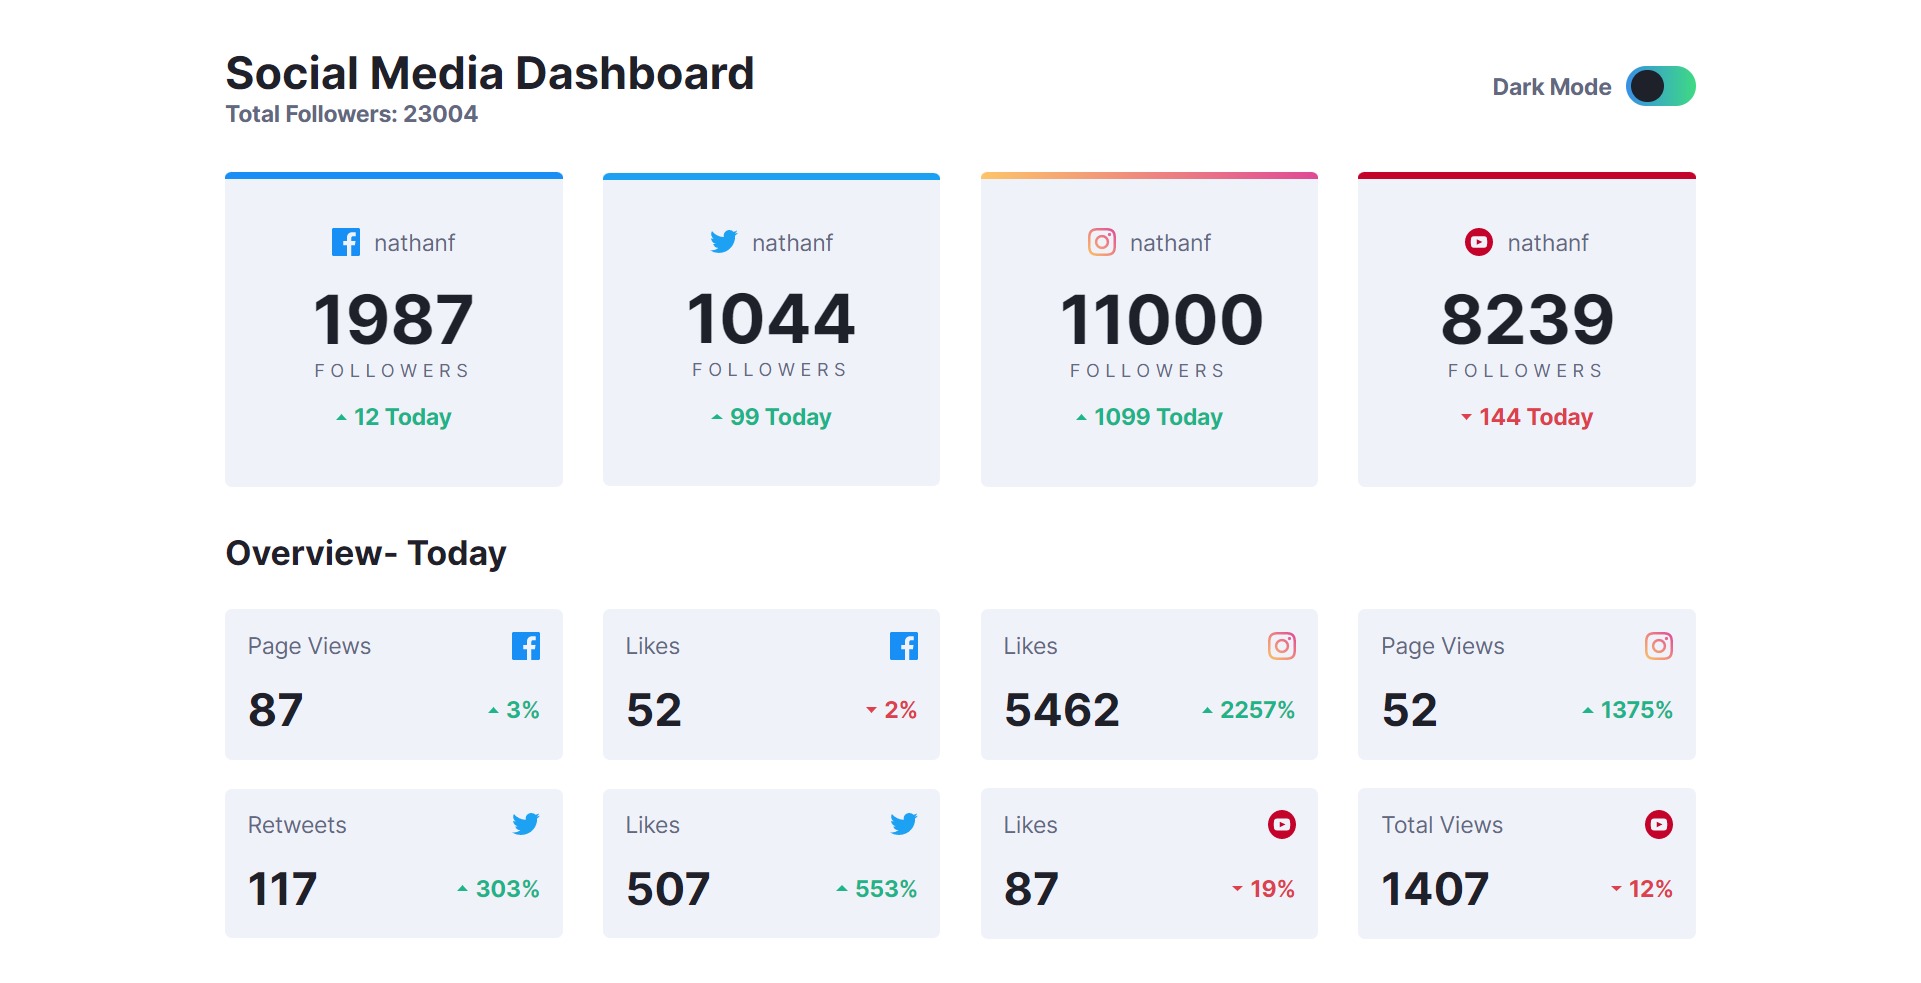 Social Media Dashboard
Total Followers: 23004
Dark Mode
nathanf
1987
FOLLOWERS
12 Today
nathanf
1044
FOLLOWERS
99 Today
nathanf
11000
FOLLOWERS
1099 Today
nathanf
8239
FOLLOWERS
144 Today
Overview- Today
Page Views
87
3%
Likes
52
2%
Likes
5462
2257%
Page Views
52
1375%
Retweets
117
303%
Likes
507
553%
Likes
87
19%
Total Views
1407
12%